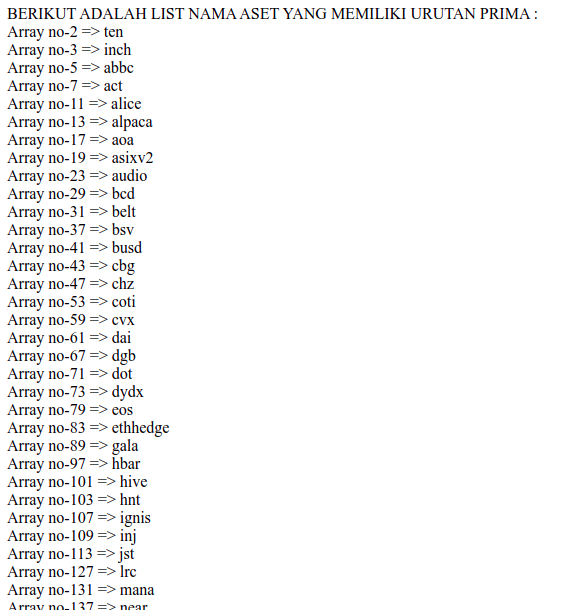 BERIKUT ADALAH LIST NAMA ASET YANG MEMILIKI URUTAN PRIMA :
Array no-2 => ten
Array no-3 => inch
Array no-5 => abbc
Array no-7 => act
Array no-11 => alice
Array no-13 => alpaca
Array no-17 => aoa
Array no-19 => asixv2
Array no-23 => audio
Array no-29 => bcd
Array no-31 => belt
Array no-37 => bsv
Array no-41 => busd
Array no-43 => cbg
Array no-47 => chz
Array no-53 => coti
Array no-59 => cvx
Array no-61 => dai
Array no-67 => dgb
Array no-71 => dot
Array no-73 => dydx
Array no-79 => eos
Array no-83 => ethhedge
Array no-89 => gala
Array no-97 => hbar
Array no-101 => hive
Array no-103 => hnt
Array no-107 => ignis
Array no-109 => inj
Array no-113 => jst
Array no-127 => lrc
Array no-131 => mana
Array no-137 => near